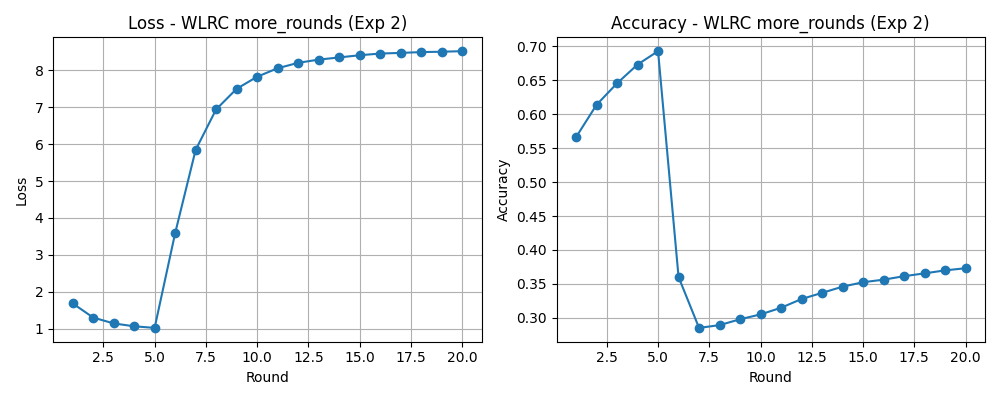 Loss - WLRC more_rounds (Exp 2)
Loss
8
7
6
5
4
3
2
1
2.5 5.0 7.5 10.0 12.5 15.0 17.5 20.0
Round
Accuracy - WLRC more_rounds (Exp 2)
Accuracy
0.70
0.65
0.60
0.55
0.50
0.45
0.40
0.35
0.30
2.5 5.0 7.5 10.0 12.5 15.0 17.5 20.0
Round